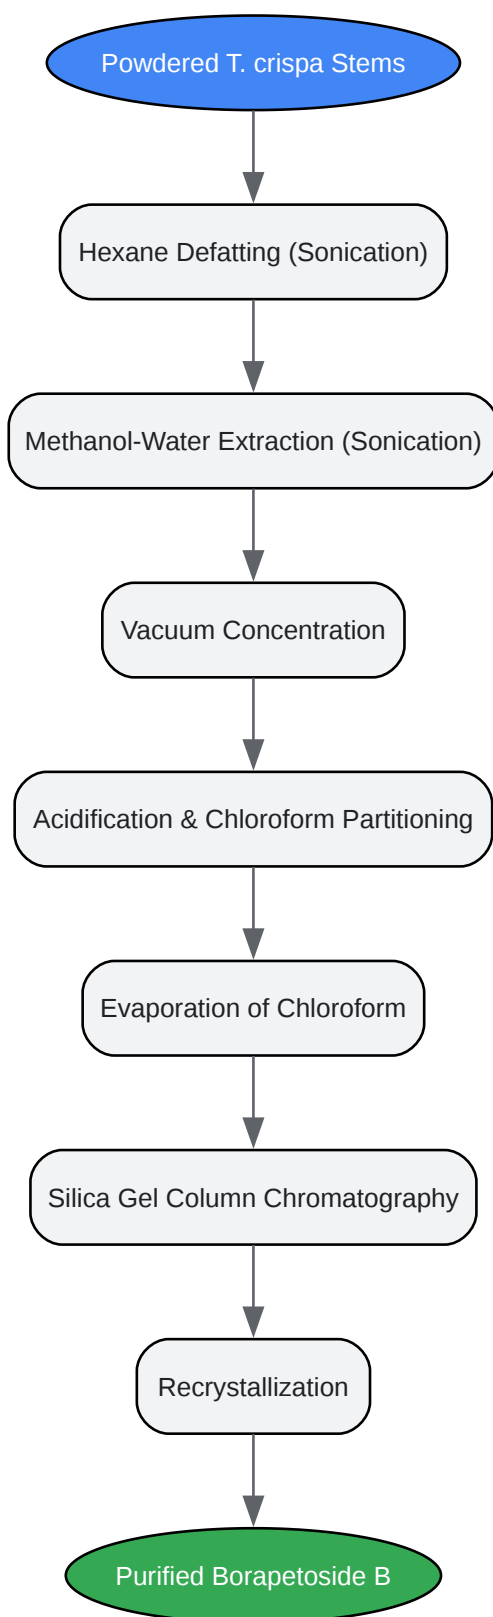 Powdered T. crispa Stems
Hexane Defatting (Sonication)
Methanol-Water Extraction (Sonication)
Vacuum Concentration
Acidification & Chloroform Partitioning
Evaporation of Chloroform
Silica Gel Column Chromatography
Recrystallization
Purified Borapetoside B